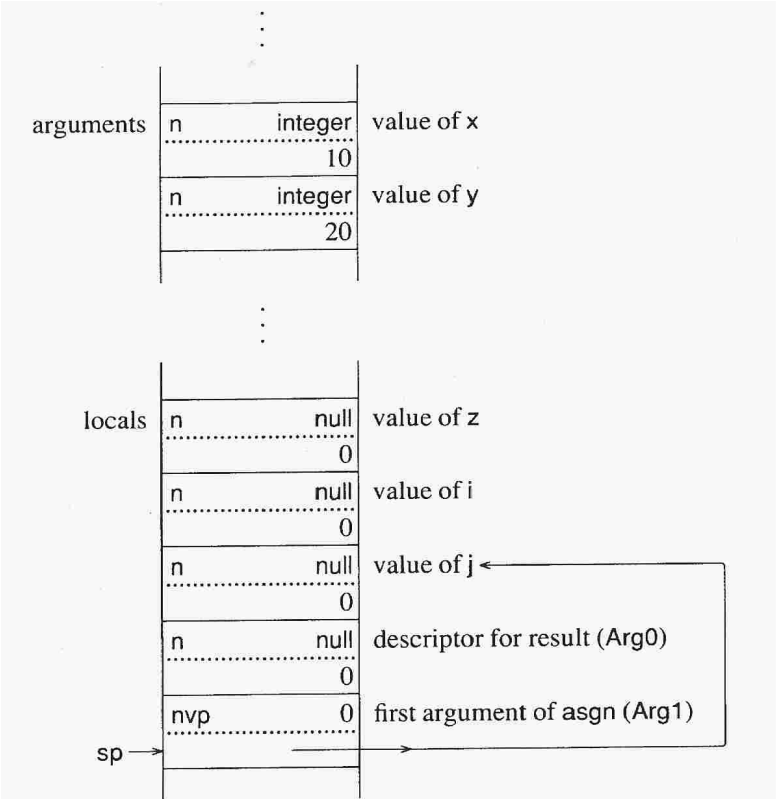 arguments n integer value of x
10
n integer value of y
20
locals n null value of z
0
n null value of i
0
n null value of j
0
n null descriptor for result (Arg0)
0
nvp 0 first argument of asgn (Arg1)
sp